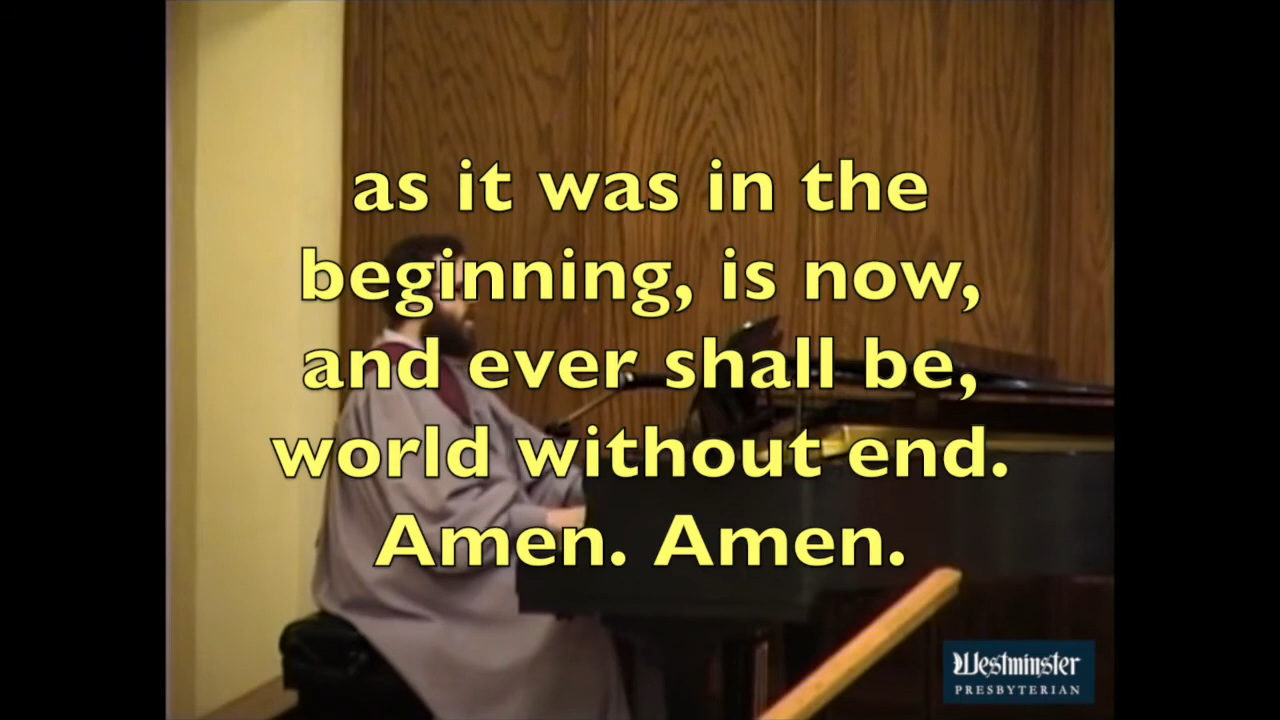 as it was in the
beginning, is now,
and ever shall be,
world without end.
Amen. Amen.
Westminster
PRESBYTERIAN